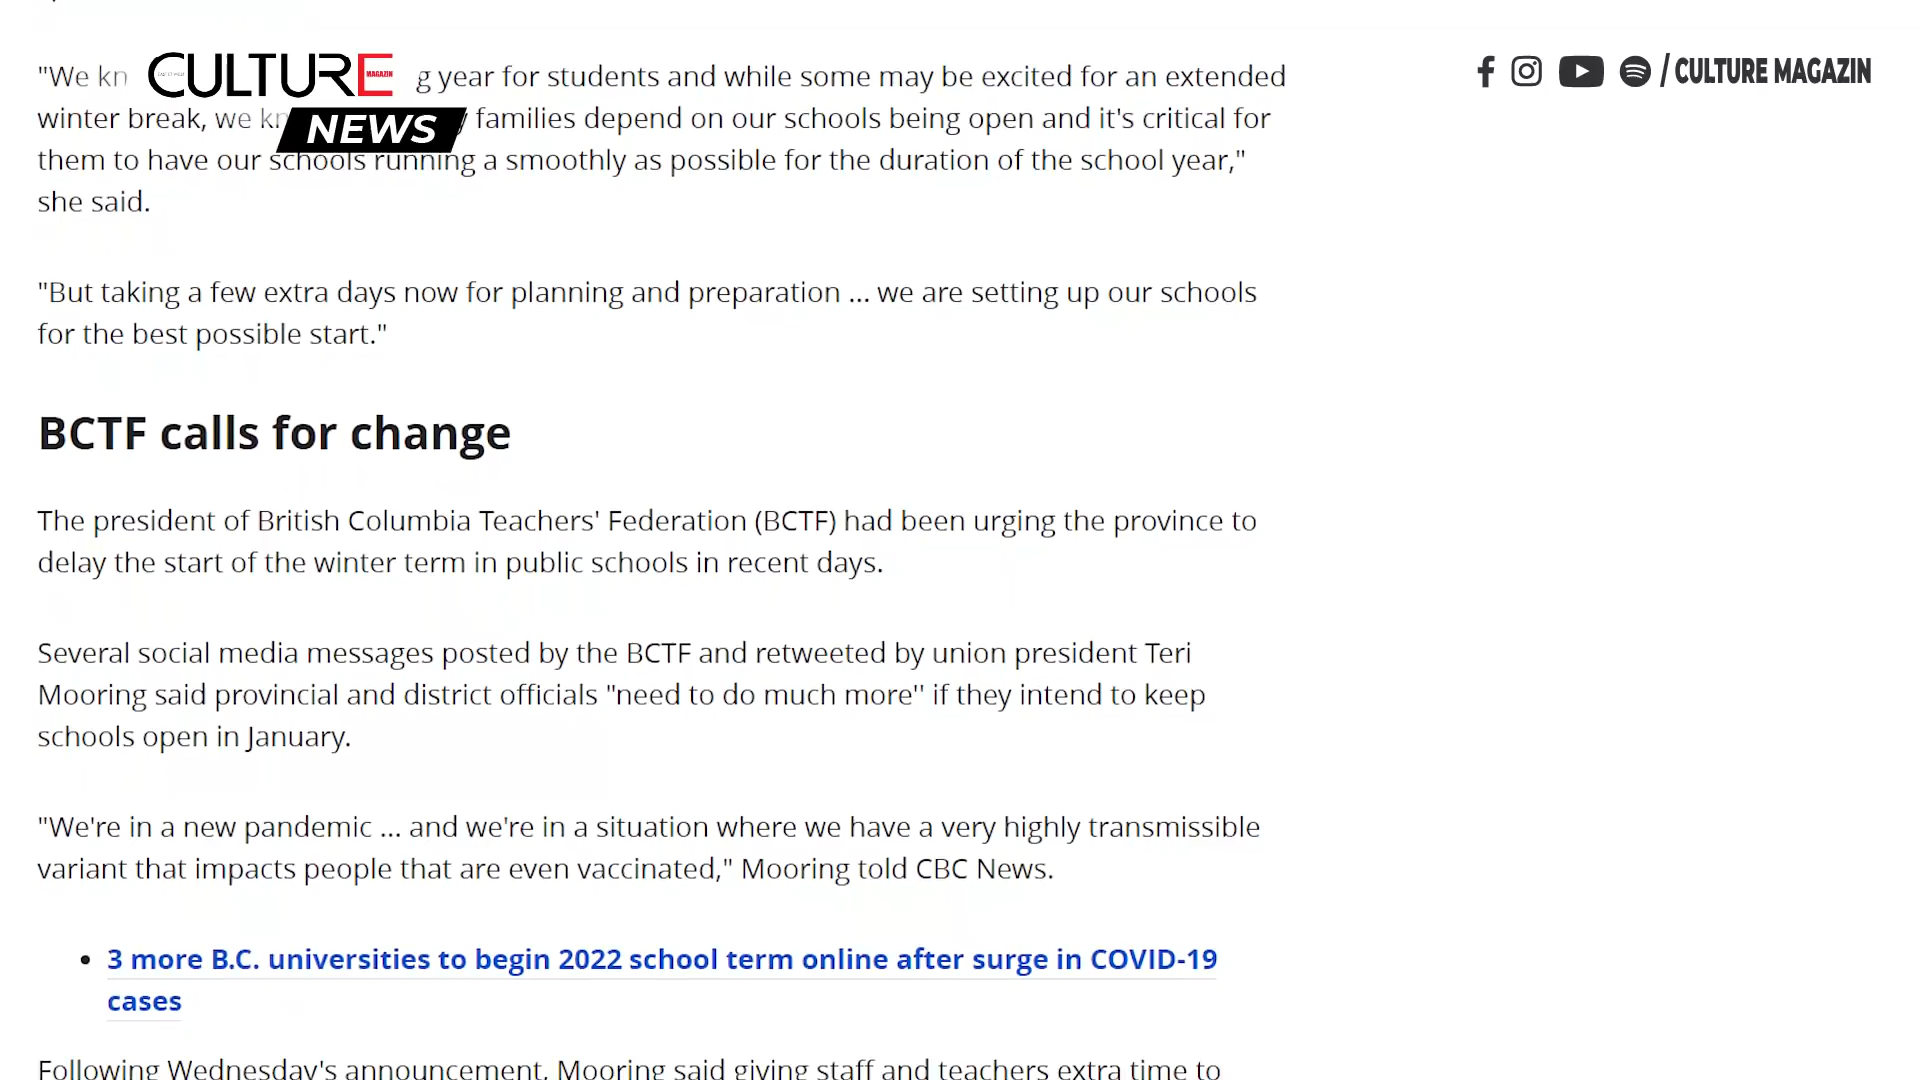 "We kn
CULTURE
MAGAZIN
g year for students and while some may be excited for an extended
winter break, we kn
NEWS
families depend on our schools being open and it's critical for
them to have our schools running a smoothly as possible for the duration of the school year,"
she said.
/ CULTURE MAGAZIN
"But taking a few extra days now for planning and preparation ... we are setting up our schools
for the best possible start."
BCTF calls for change
The president of British Columbia Teachers' Federation (BCTF) had been urging the province to
delay the start of the winter term in public schools in recent days.
Several social media messages posted by the BCTF and retweeted by union president Teri
Mooring said provincial and district officials "need to do much more" if they intend to keep
schools open in January.
"We're in a new pandemic ... and we're in a situation where we have a very highly transmissible
variant that impacts people that are even vaccinated," Mooring told CBC News.
• 3 more B.C. universities to begin 2022 school term online after surge in COVID-19
cases
Following Wednesday's announcement, Mooring said giving staff and teachers extra time to